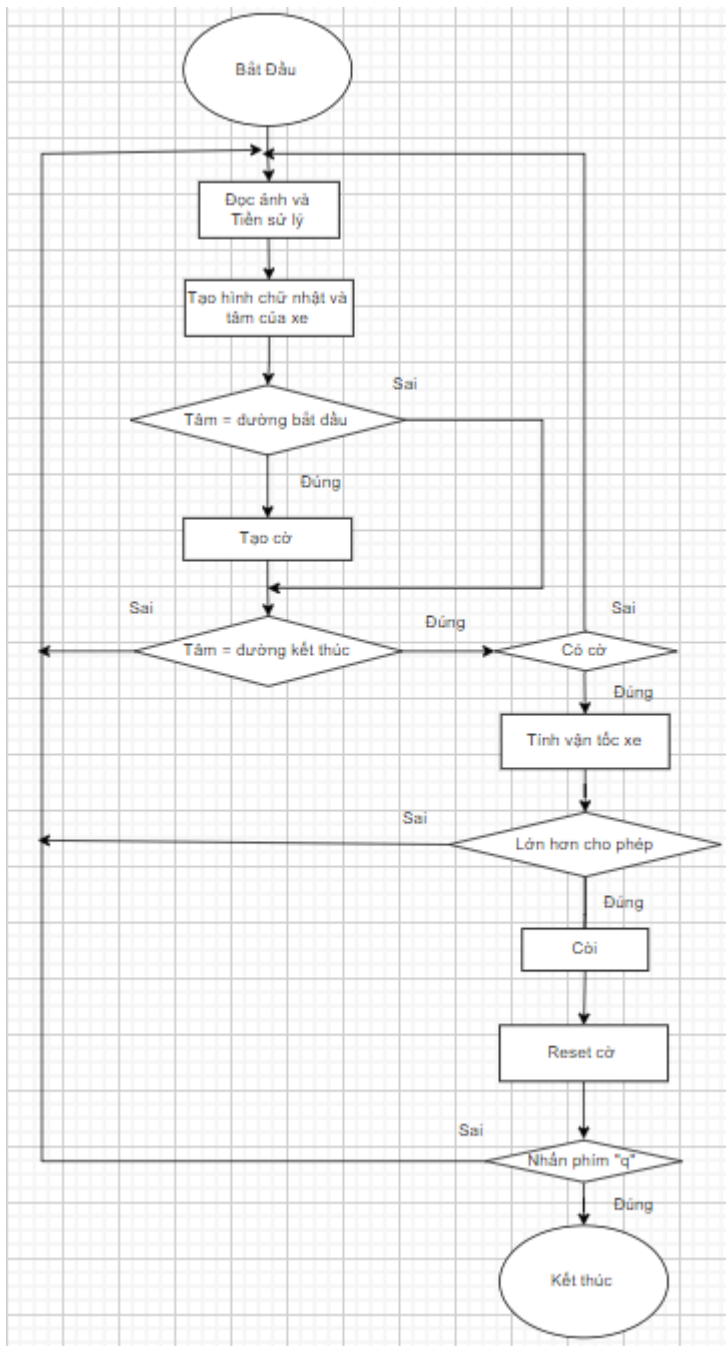 Bắt Đầu
Đọc ảnh và
Tiền sử lý
Tạo hình chữ nhật và
tâm của xe
Sai
Tâm = đường bắt đầu
Đúng
Tạo cờ
Sai
Đúng
Sai
Tâm = đường kết thúc
Có cờ
Đúng
Tính vận tốc xe
Sai
Lớn hơn cho phép
Đúng
Còi
Reset cờ
Sai
Nhấn phím "q"
Đúng
Kết thúc